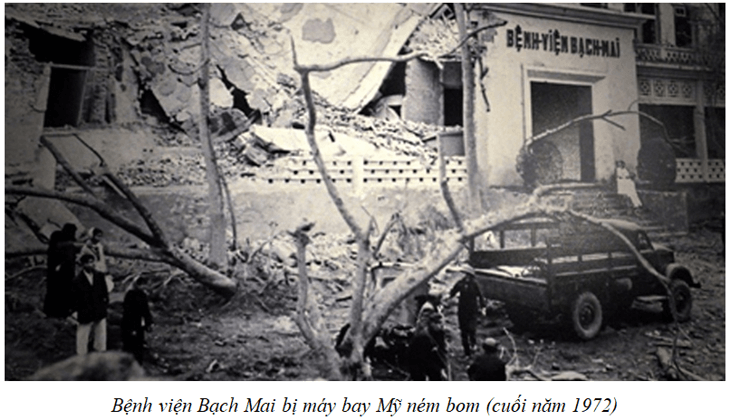 BỆNH-VIỆN BẠCH-MAI
Bệnh viện Bạch Mai bị máy bay Mỹ ném bom (cuối năm 1972)